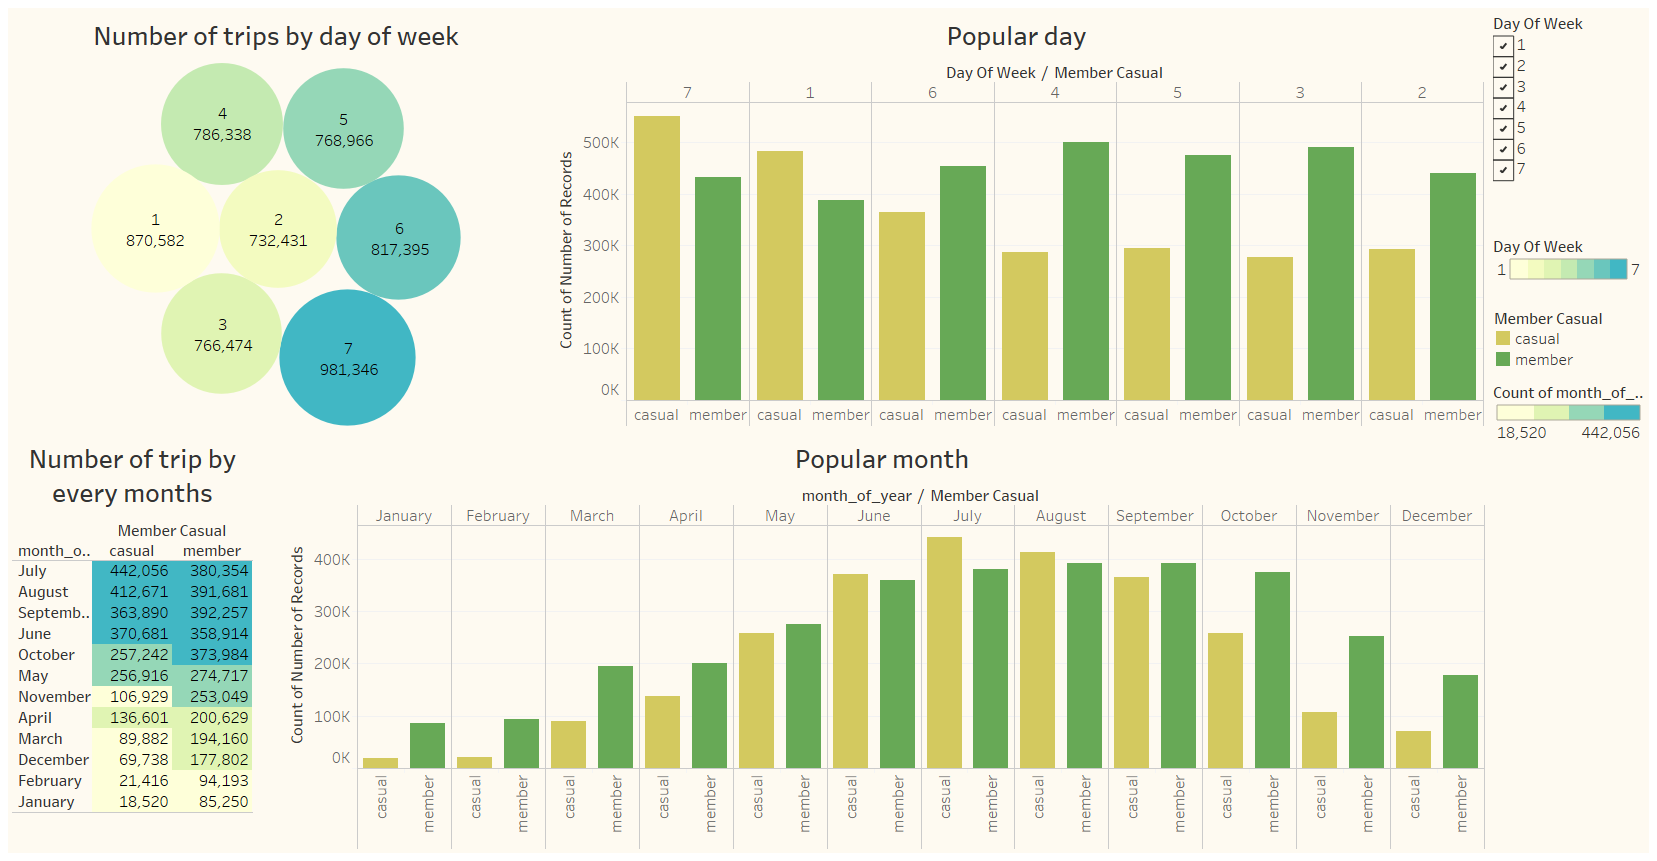 Number of trips by day of week
4
786,338
5
768,966
1
870,582
2
732,431
6
817,395
3
766,474
7
981,346
Popular day
Day Of Week / Member Casual
7 1 6 4 5 3 2
Count of Number of Records
500K
400K
300K
200K
100K
0K
casual member casual member casual member casual member casual member casual member casual member
Day Of Week
1
2
3
4
5
6
7
Day Of Week
1 7
Member Casual
casual
member
Count of month_of_..
18,520 442,056
Number of trip by
every months
Member Casual
month_o.. casual member
July 442,056 380,354
August 412,671 391,681
Septemb.. 363,890 392,257
June 370,681 358,914
October 257,242 373,984
May 256,916 274,717
November 106,929 253,049
April 136,601 200,629
March 89,882 194,160
December 69,738 177,802
February 21,416 94,193
January 18,520 85,250
Popular month
month_of_year / Member Casual
January February March April May June July August September October November December
Count of Number of Records
400K
300K
200K
100K
0K
casual member casual member casual member casual member casual member casual member casual member casual member casual member casual member casual member casual member